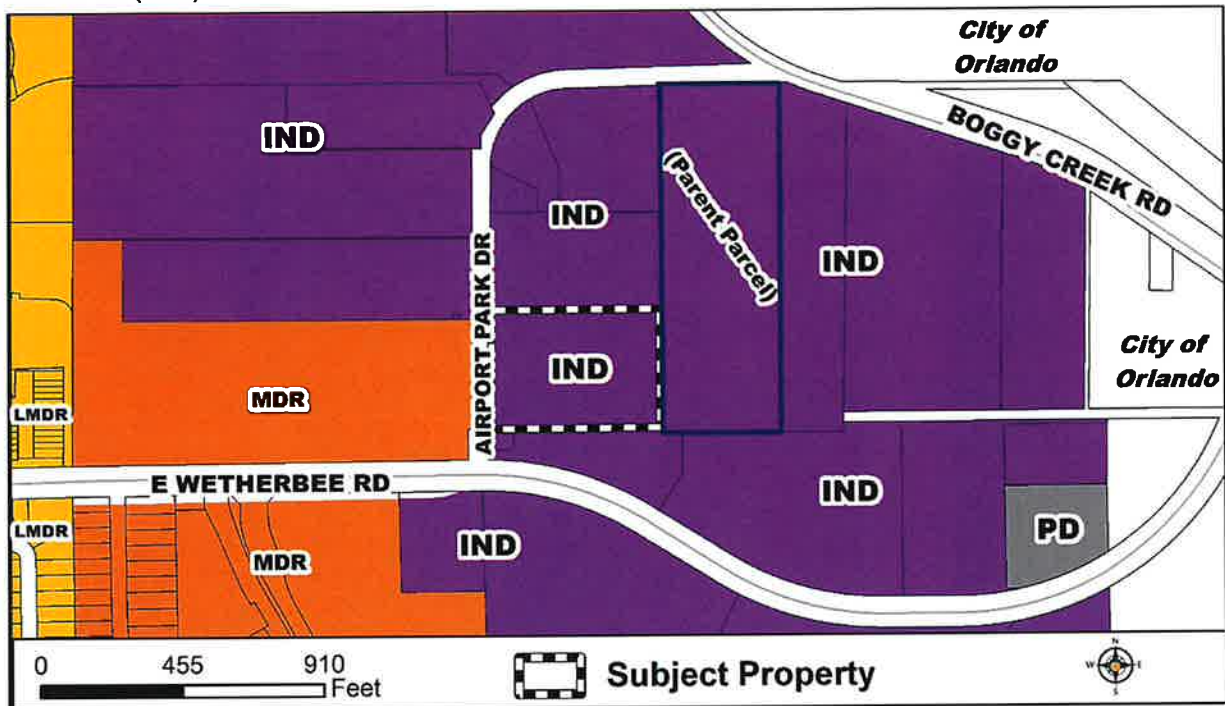 City of
Orlando
BOGGY CREEK RD
IND
(Parent Parcel)
IND
IND
AIRPORT PARK DR
IND
City of
Orlando
MDR
LMDR
E WETHERBEE RD
IND
LMDR
IND
PD
MDR
0 455 910
Feet
Subject Property
N
W
E
S